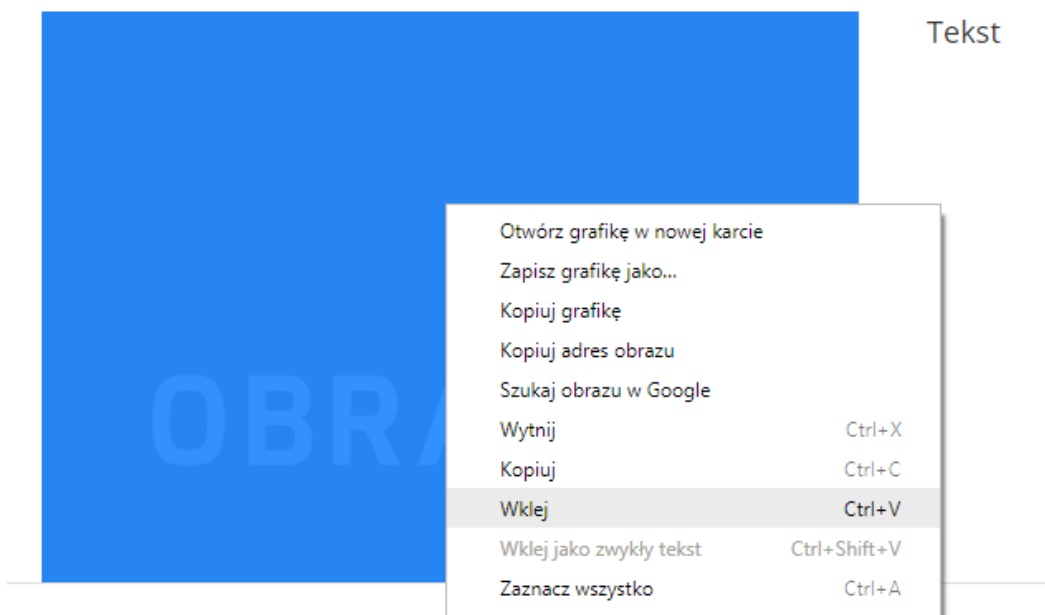 Tekst
Otwórz grafikę w nowej karcie
Zapisz grafikę jako...
Kopiuj grafikę
Kopiuj adres obrazu
Szukaj obrazu w Google
Wytnij Ctrl+X
Kopiuj Ctrl+C
Wklej Ctrl+V
Wklej jako zwykły tekst Ctrl+Shift+V
Zaznacz wszystko Ctrl+A